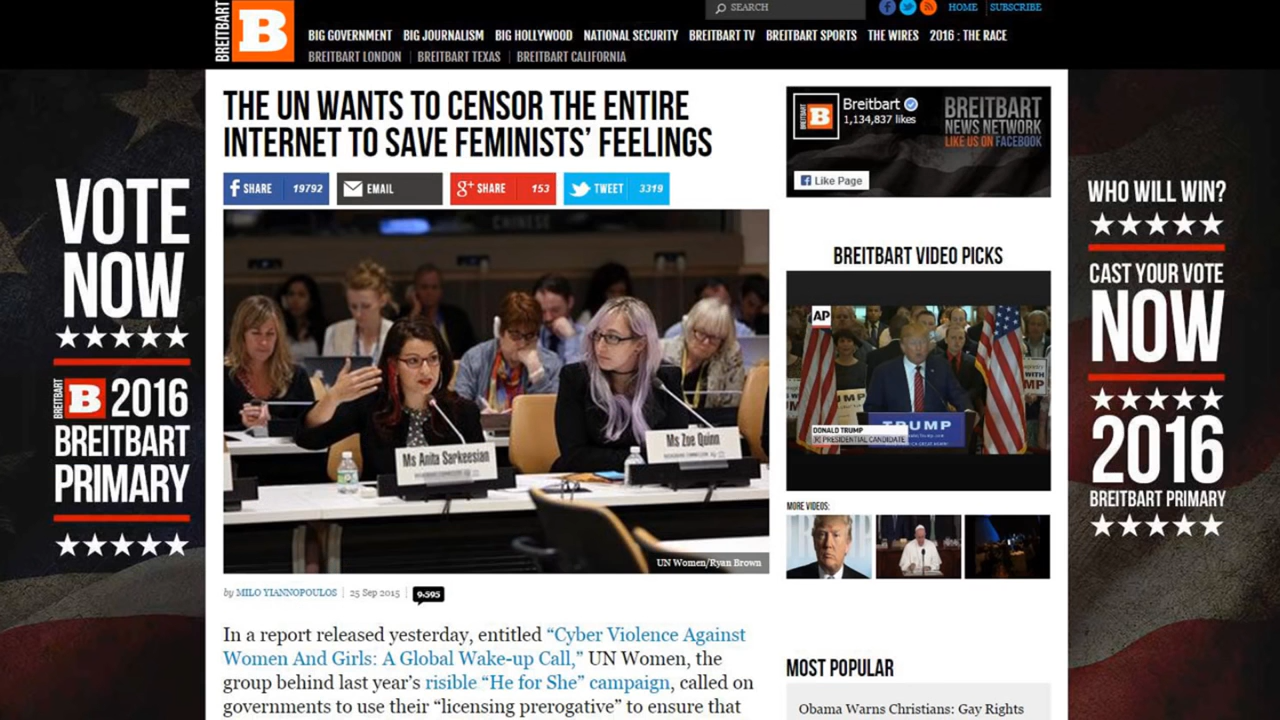 BREITBART
B
SEARCH
HOME
SUBSCRIBE
BIG GOVERNMENT BIG JOURNALISM BIG HOLLYWOOD NATIONAL SECURITY BREITBART TV BREITBART SPORTS THE WIRES 2016 : THE RACE
BREITBART LONDON | BREITBART TEXAS | BREITBART CALIFORNIA
VOTE
NOW
BREITBART
B 2016
BREITBART
PRIMARY
THE UN WANTS TO CENSOR THE ENTIRE
INTERNET TO SAVE FEMINISTS’ FEELINGS
f SHARE 19792
EMAIL
g+ SHARE 153
TWEET 3319
CHINESE
Ms Anita Sarkeesian
Ms Zoe Quinn
UN Women/Ryan Brown
by MILO YIANNOPOULOS | 25 Sep 2015 | 9,595
In a report released yesterday, entitled “Cyber Violence Against
Women And Girls: A Global Wake-up Call,” UN Women, the
group behind last year’s risible “He for She” campaign, called on
governments to use their “licensing prerogative” to ensure that
BREITBART
B
Breitbart
1,134,837 likes
Like Page
BREITBART
NEWS NETWORK
LIKE US ON FACEBOOK
BREITBART VIDEO PICKS
AP
TRUMP
DONALD TRUMP
(R) PRESIDENTIAL CANDIDATE
MORE VIDEOS:
MOST POPULAR
Obama Warns Christians: Gay Rights
WHO WILL WIN?
CAST YOUR VOTE
NOW
2016
BREITBART PRIMARY